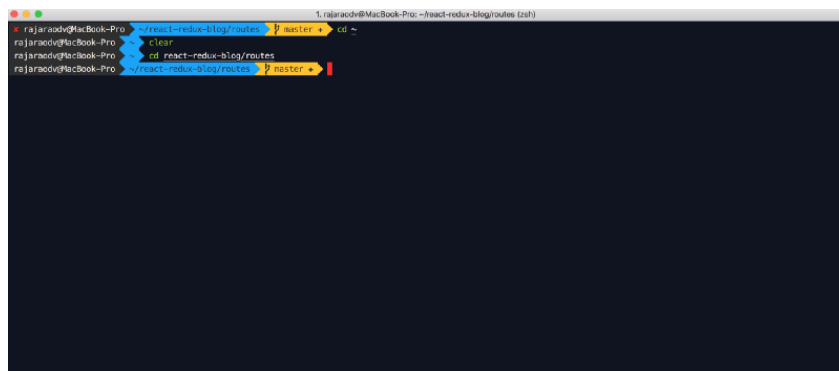 1. rajaraodv@MacBook-Pro: ~/react-redux-blog/routes (zsh)
✘ rajaraodv@MacBook-Pro ~/react-redux-blog/routes master + cd ~
rajaraodv@MacBook-Pro ~ clear
rajaraodv@MacBook-Pro ~ cd react-redux-blog/routes
rajaraodv@MacBook-Pro ~/react-redux-blog/routes master +